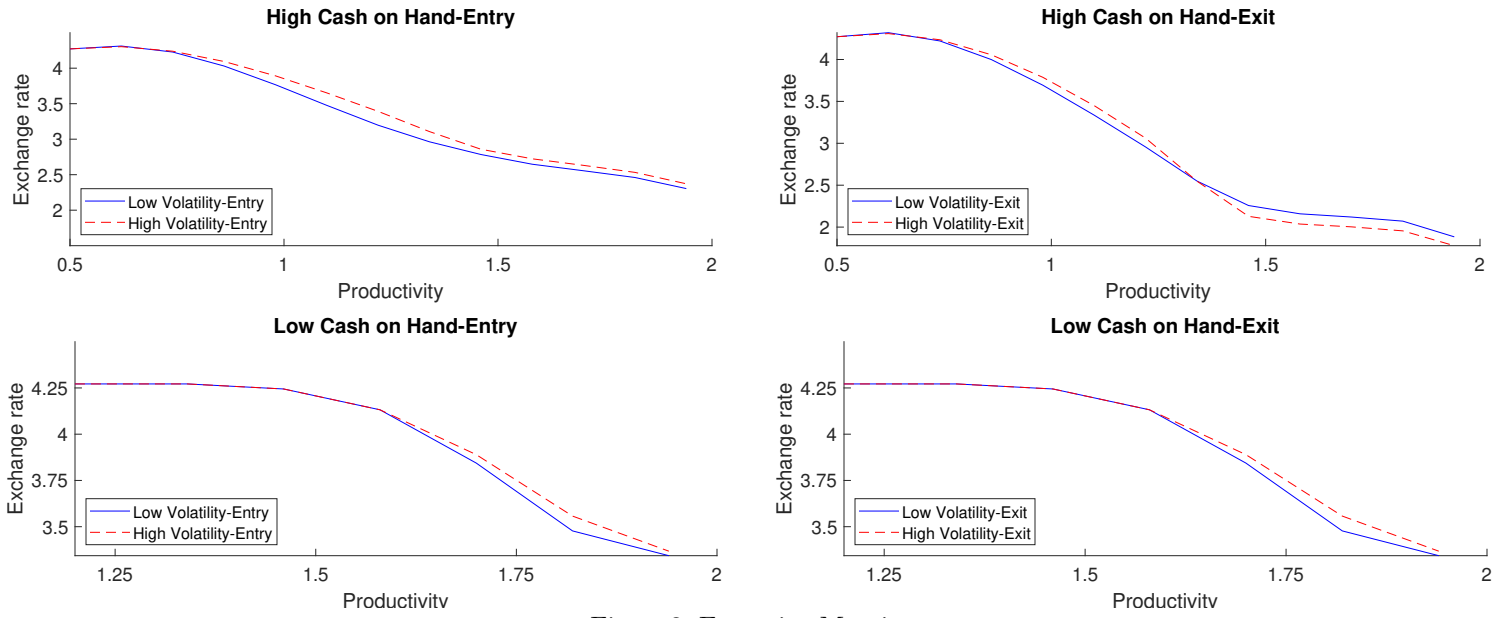 High Cash on Hand-Entry
Exchange rate
4
3.5
3
2.5
2
Low Volatility-Entry
High Volatility-Entry
0.5
1
1.5
2
Productivity
High Cash on Hand-Exit
Exchange rate
4
3.5
3
2.5
2
Low Volatility-Exit
High Volatility-Exit
0.5
1
1.5
2
Productivity
Low Cash on Hand-Entry
Exchange rate
4.25
4
3.75
3.5
Low Volatility-Entry
High Volatility-Entry
1.25
1.5
1.75
2
Productivity
Low Cash on Hand-Exit
Exchange rate
4.25
4
3.75
3.5
Low Volatility-Exit
High Volatility-Exit
1.25
1.5
1.75
2
Productivity